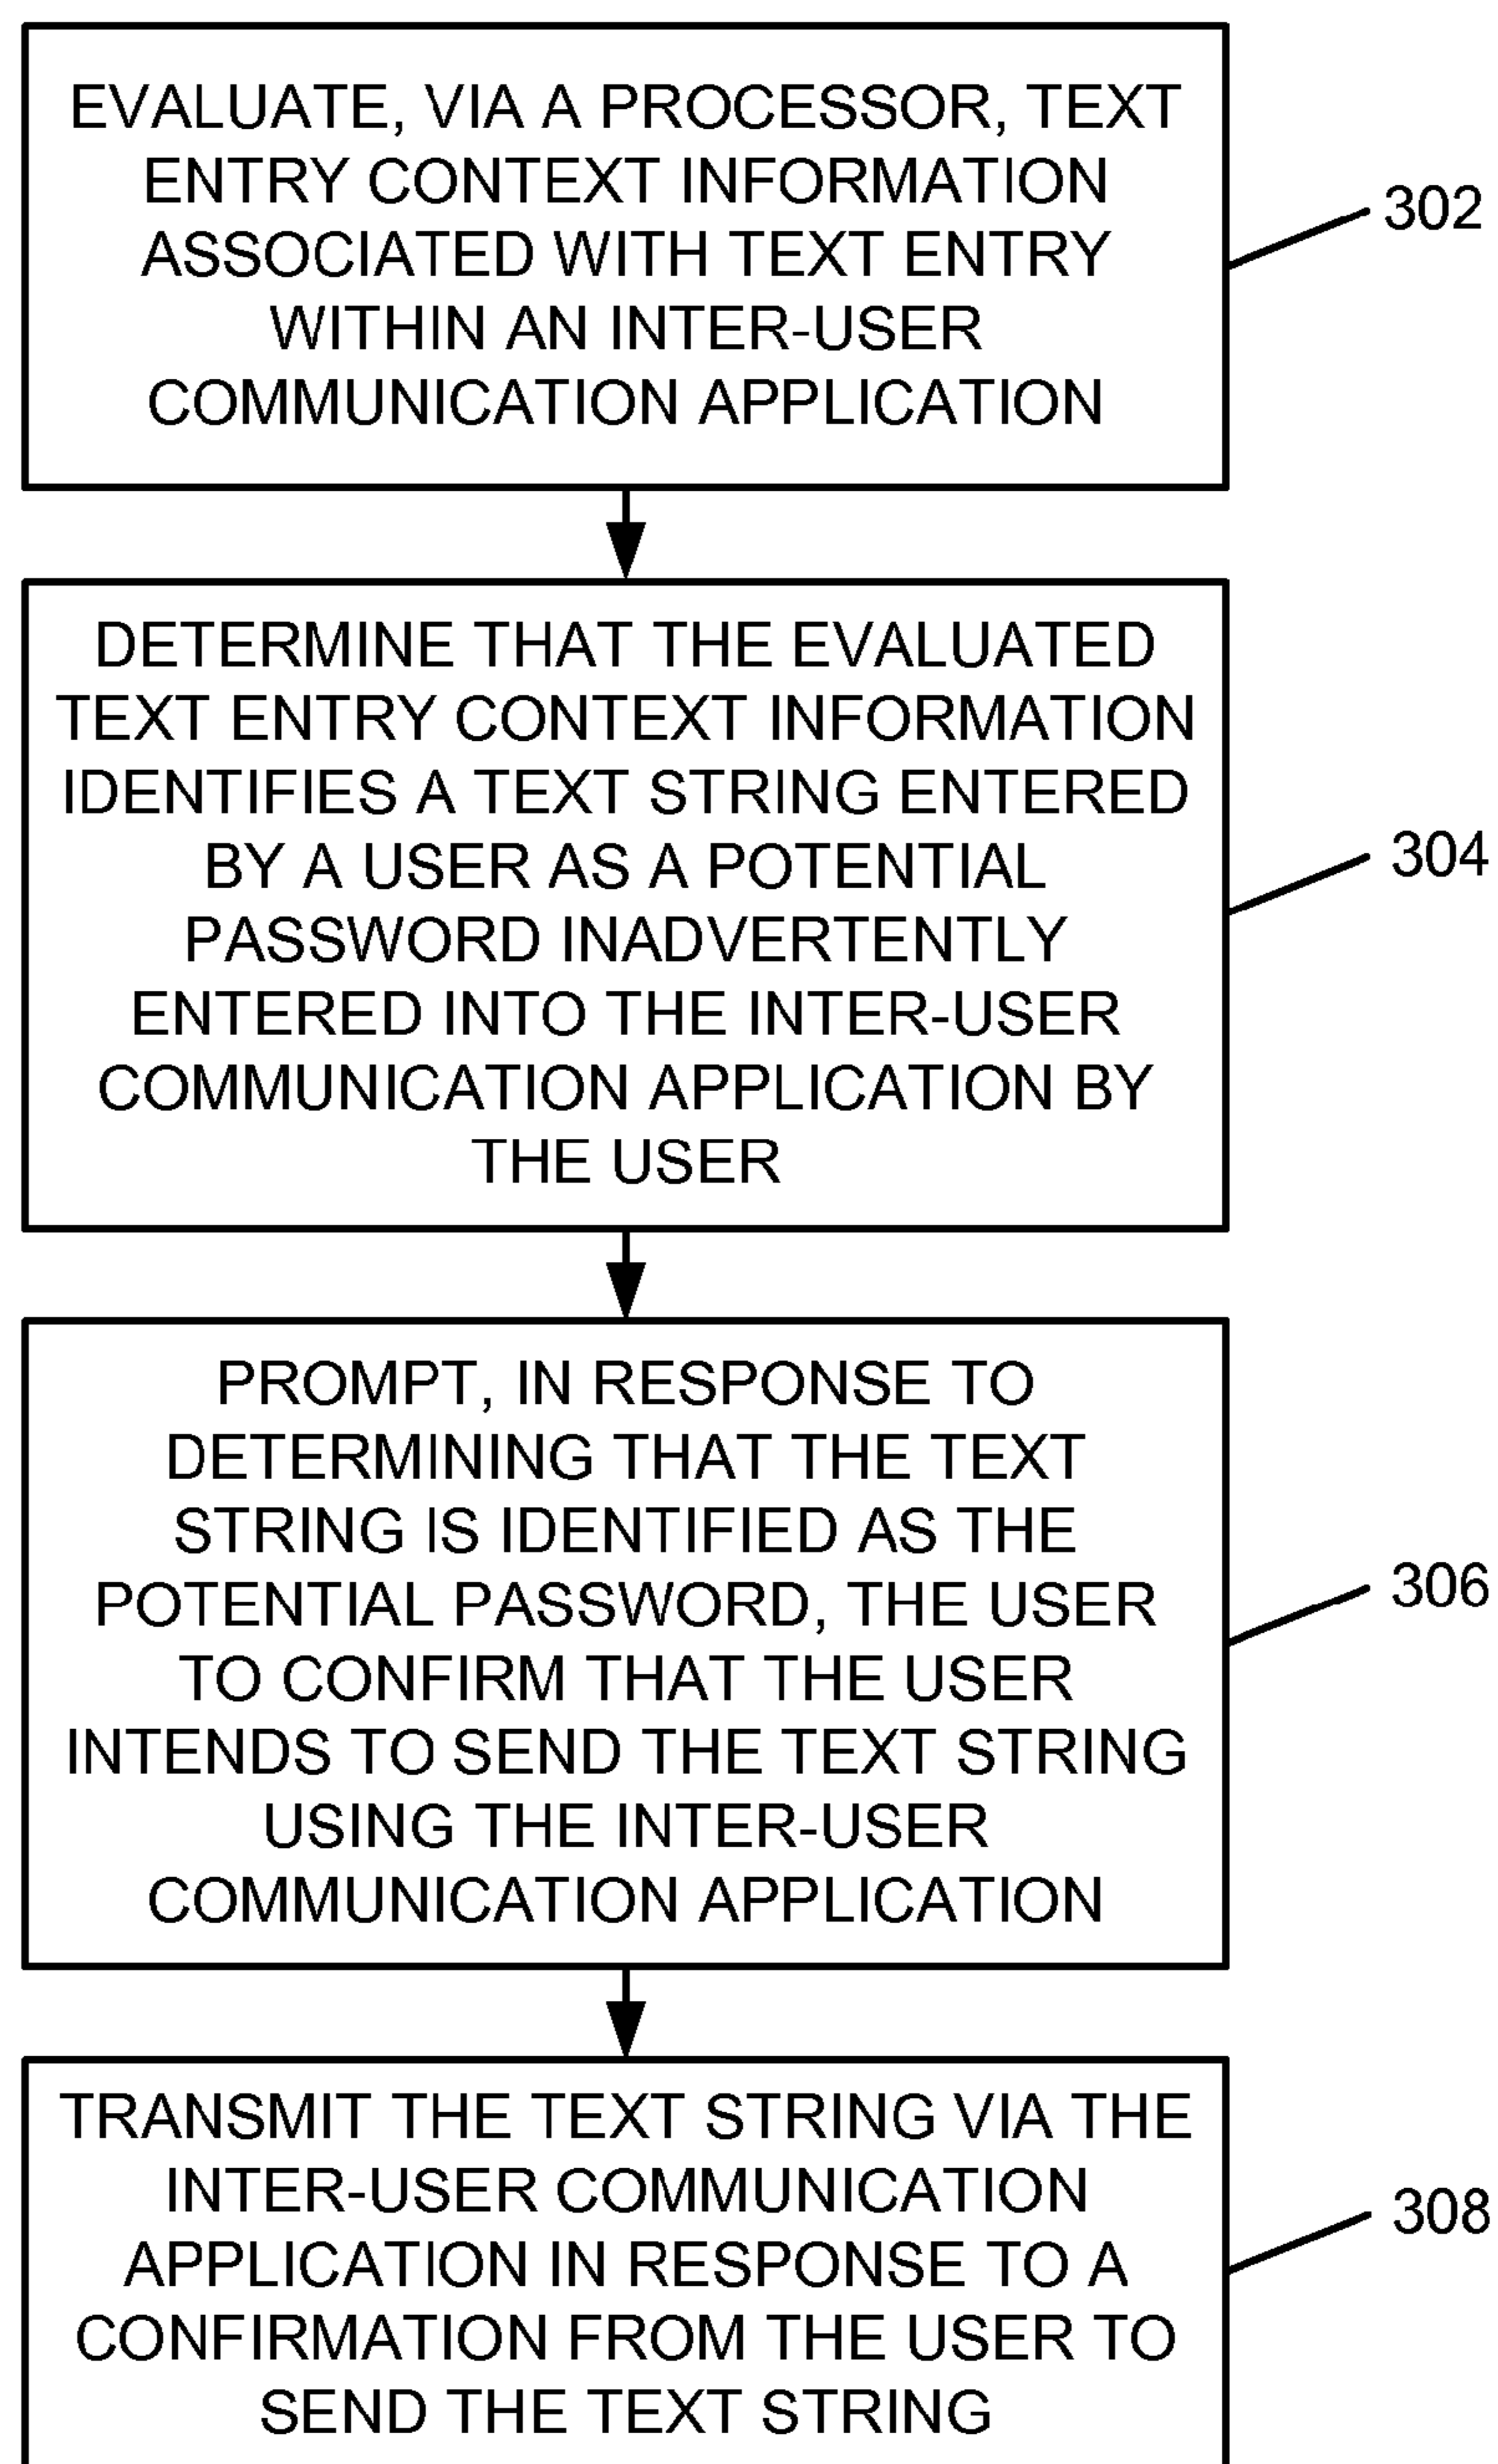 EVALUATE, VIA A PROCESSOR, TEXT
ENTRY CONTEXT INFORMATION
ASSOCIATED WITH TEXT ENTRY
WITHIN AN INTER-USER
COMMUNICATION APPLICATION
302
DETERMINE THAT THE EVALUATED
TEXT ENTRY CONTEXT INFORMATION
IDENTIFIES A TEXT STRING ENTERED
BY A USER AS A POTENTIAL
PASSWORD INADVERTENTLY
ENTERED INTO THE INTER-USER
COMMUNICATION APPLICATION BY
THE USER
304
PROMPT, IN RESPONSE TO
DETERMINING THAT THE TEXT
STRING IS IDENTIFIED AS THE
POTENTIAL PASSWORD, THE USER
TO CONFIRM THAT THE USER
INTENDS TO SEND THE TEXT STRING
USING THE INTER-USER
COMMUNICATION APPLICATION
306
TRANSMIT THE TEXT STRING VIA THE
INTER-USER COMMUNICATION
APPLICATION IN RESPONSE TO A
CONFIRMATION FROM THE USER TO
SEND THE TEXT STRING
308